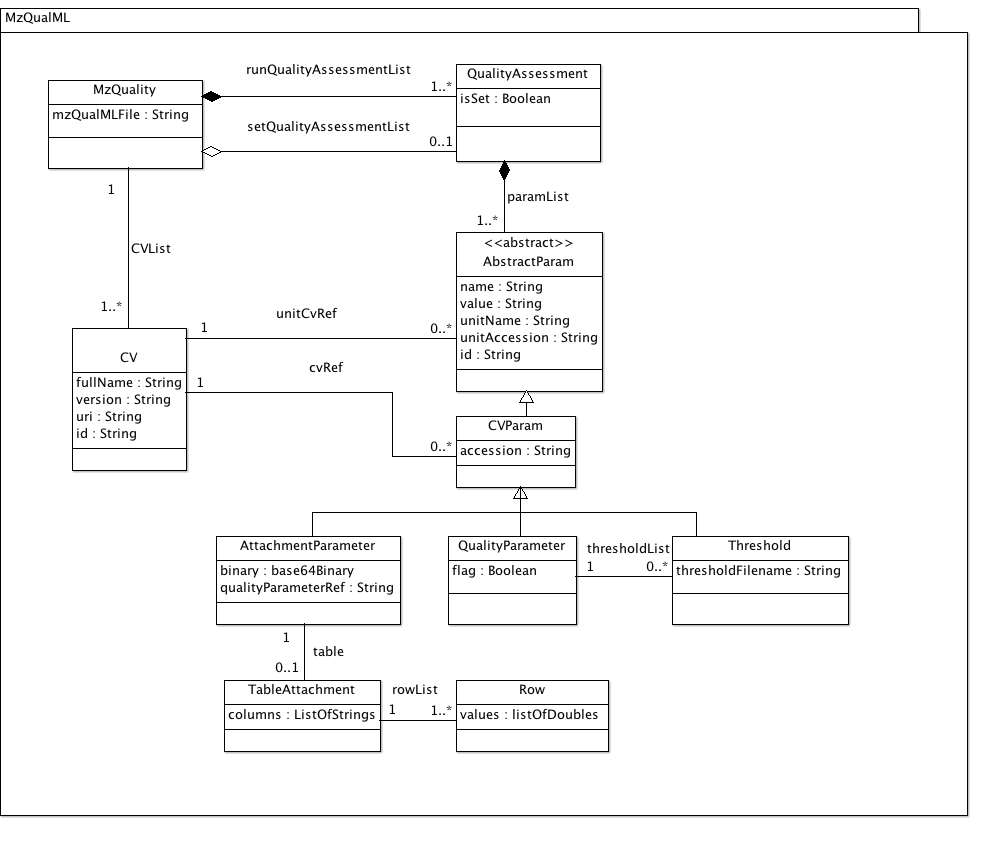 MzQualML
MzQuality
mzQualMLFile : String
runQualityAssessmentList
1..*
setQualityAssessmentList
0..1
QualityAssessment
isSet : Boolean
paramList
1..*
1
CVList
1..*
<<abstract>>
AbstractParam
name : String
value : String
unitName : String
unitAccession : String
id : String
unitCvRef
1
0..*
CV
fullName : String
version : String
uri : String
id : String
cvRef
1
0..*
CVParam
accession : String
AttachmentParameter
binary : base64Binary
qualityParameterRef : String
QualityParameter
flag : Boolean
thresholdList
1
0..*
Threshold
thresholdFilename : String
1
table
0..1
TableAttachment
columns : ListOfStrings
rowList
1
1..*
Row
values : listOfDoubles